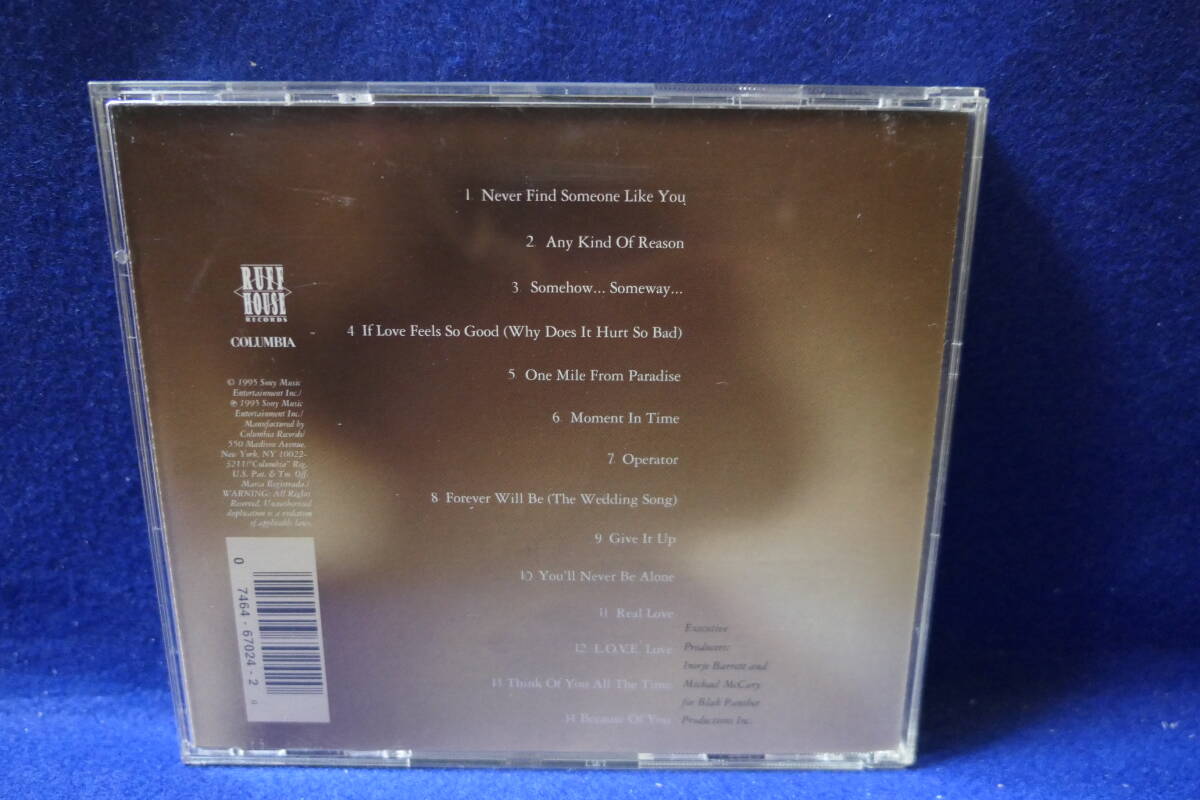 1. Never Find Someone Like You
2. Any Kind Of Reason
3. Somehow... Someway...
4 If Love Feels So Good (Why Does It Hurt So Bad)
5. One Mile From Paradise
6. Moment In Time
7. Operator
8 Forever Will Be (The Wedding Song)
9 Give It Up
10 You'll Never Be Alone
11 Real Love
12 L.O.V.E. Love
13 Think Of You All The Time
14 Because Of You
RUFF
HOUSE
RECORDS
COLUMBIA
© 1995 Sony Music
Entertainment Inc./
℗ 1995 Sony Music
Entertainment Inc./
Manufactured by
Columbia Records/
550 Madison Avenue,
New York, NY 10022-
3211/"Columbia" Reg.
U.S. Pat. & Tm. Off.
Marca Registrada./
WARNING: All Rights
Reserved. Unauthorized
duplication is a violation
of applicable laws.
0 7464-67024-2
Executive
Producers:
Barrett and
Michael McCary
for Blak Panther
Productions Inc.